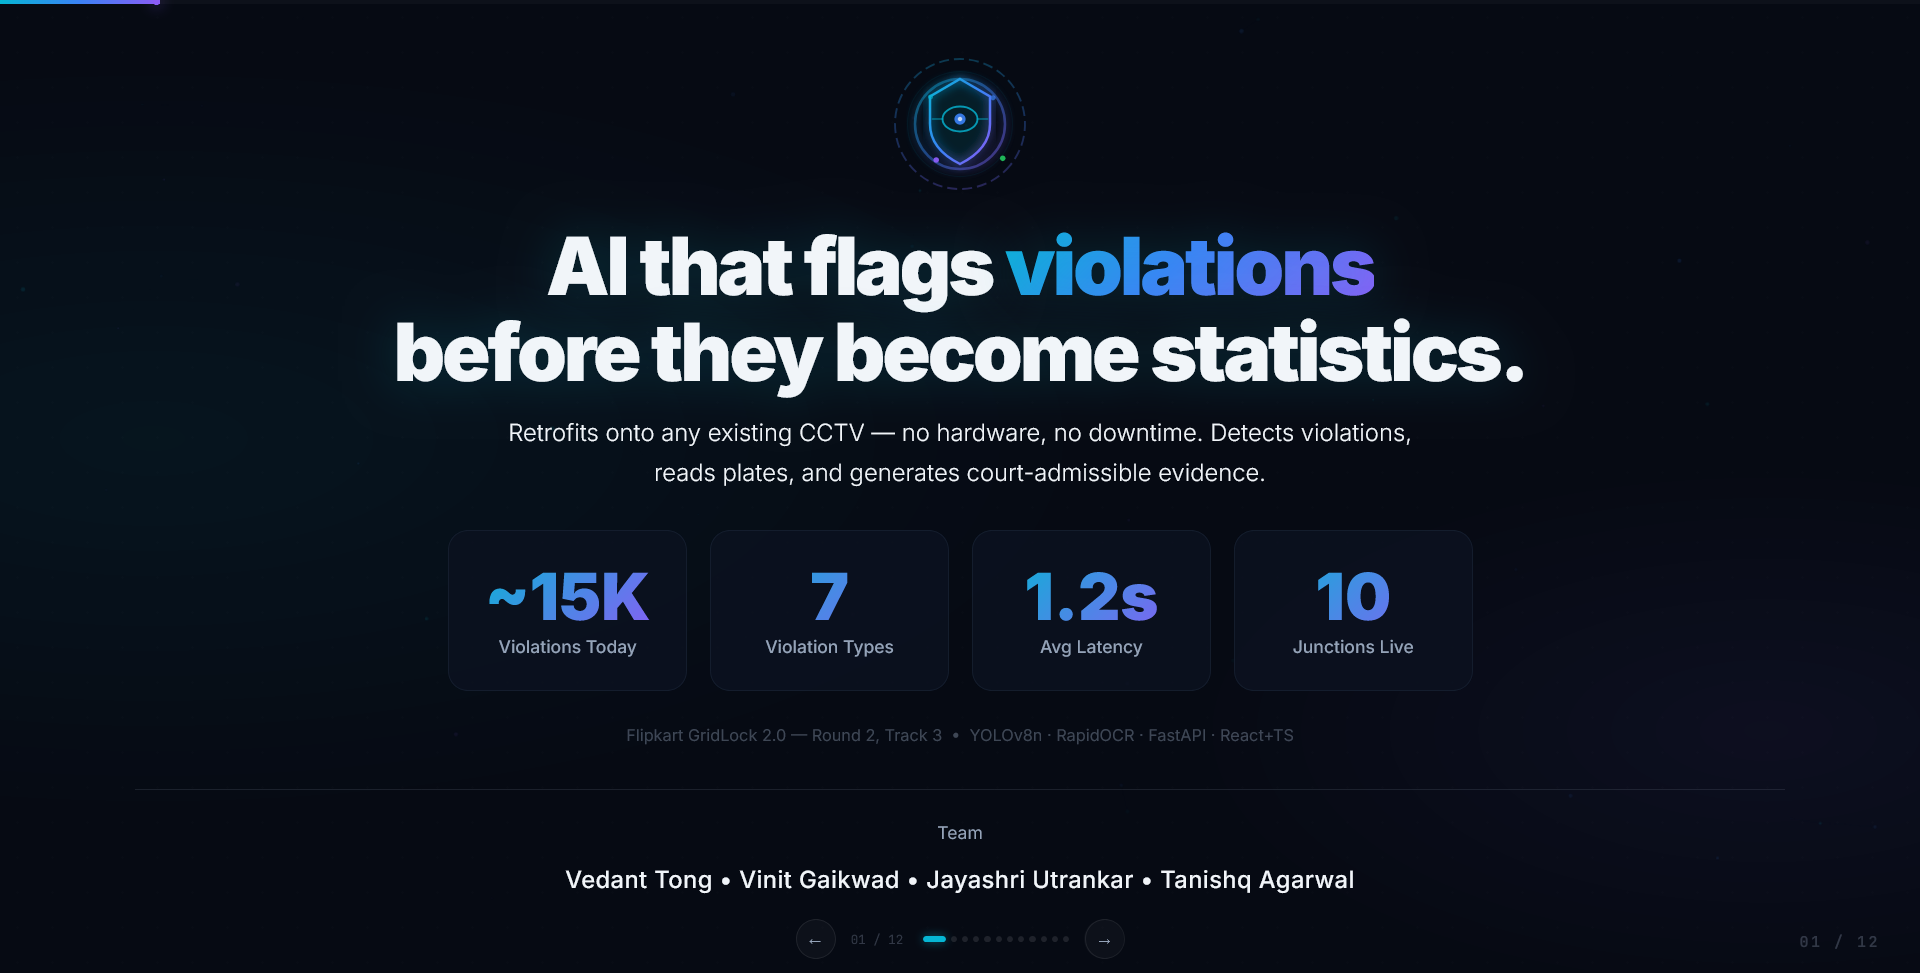 AI that flags violations
before they become statistics.
Retrofits onto any existing CCTV — no hardware, no downtime. Detects violations,
reads plates, and generates court-admissible evidence.
~15K
Violations Today
7
Violation Types
1.2s
Avg Latency
10
Junctions Live
Flipkart GridLock 2.0 — Round 2, Track 3 • YOLOv8n · RapidOCR · FastAPI · React+TS
Team
Vedant Tong • Vinit Gaikwad • Jayashri Utrankar • Tanishq Agarwal
← 01 / 12 →
01 / 12